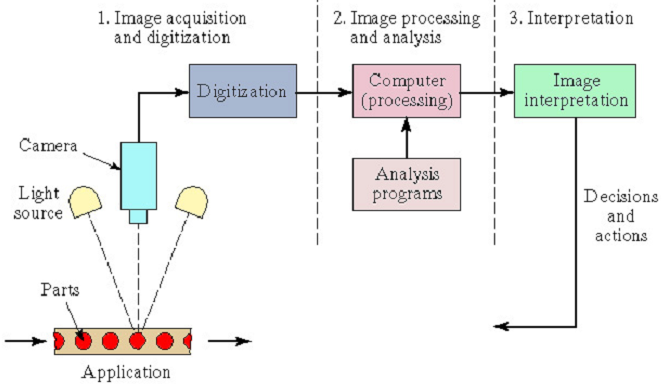 1. Image acquisition
and digitization
2. Image processing
and analysis
3. Interpretation
Digitization
Computer
(processing)
Image
interpretation
Camera
Light
source
Analysis
programs
Decisions
and
actions
Parts
Application